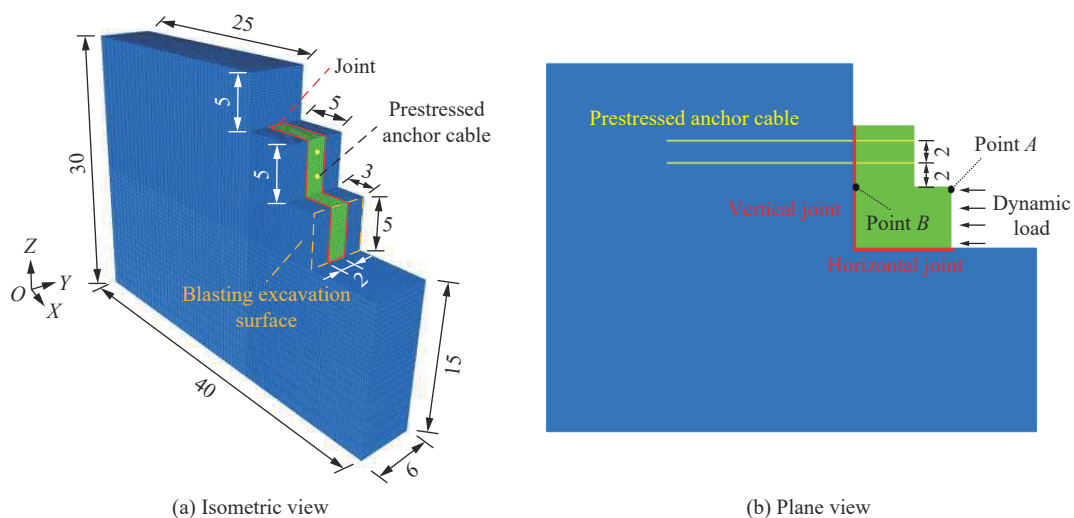 25
Joint
5
5
Prestressed
anchor cable
30
5
3
5
Z
O
Y
X
2
Blasting excavation
surface
15
40
6
(a) Isometric view
Prestressed anchor cable
2
2
Point A
Dynamic
load
Point B
Vertical joint
Horizontal joint
(b) Plane view